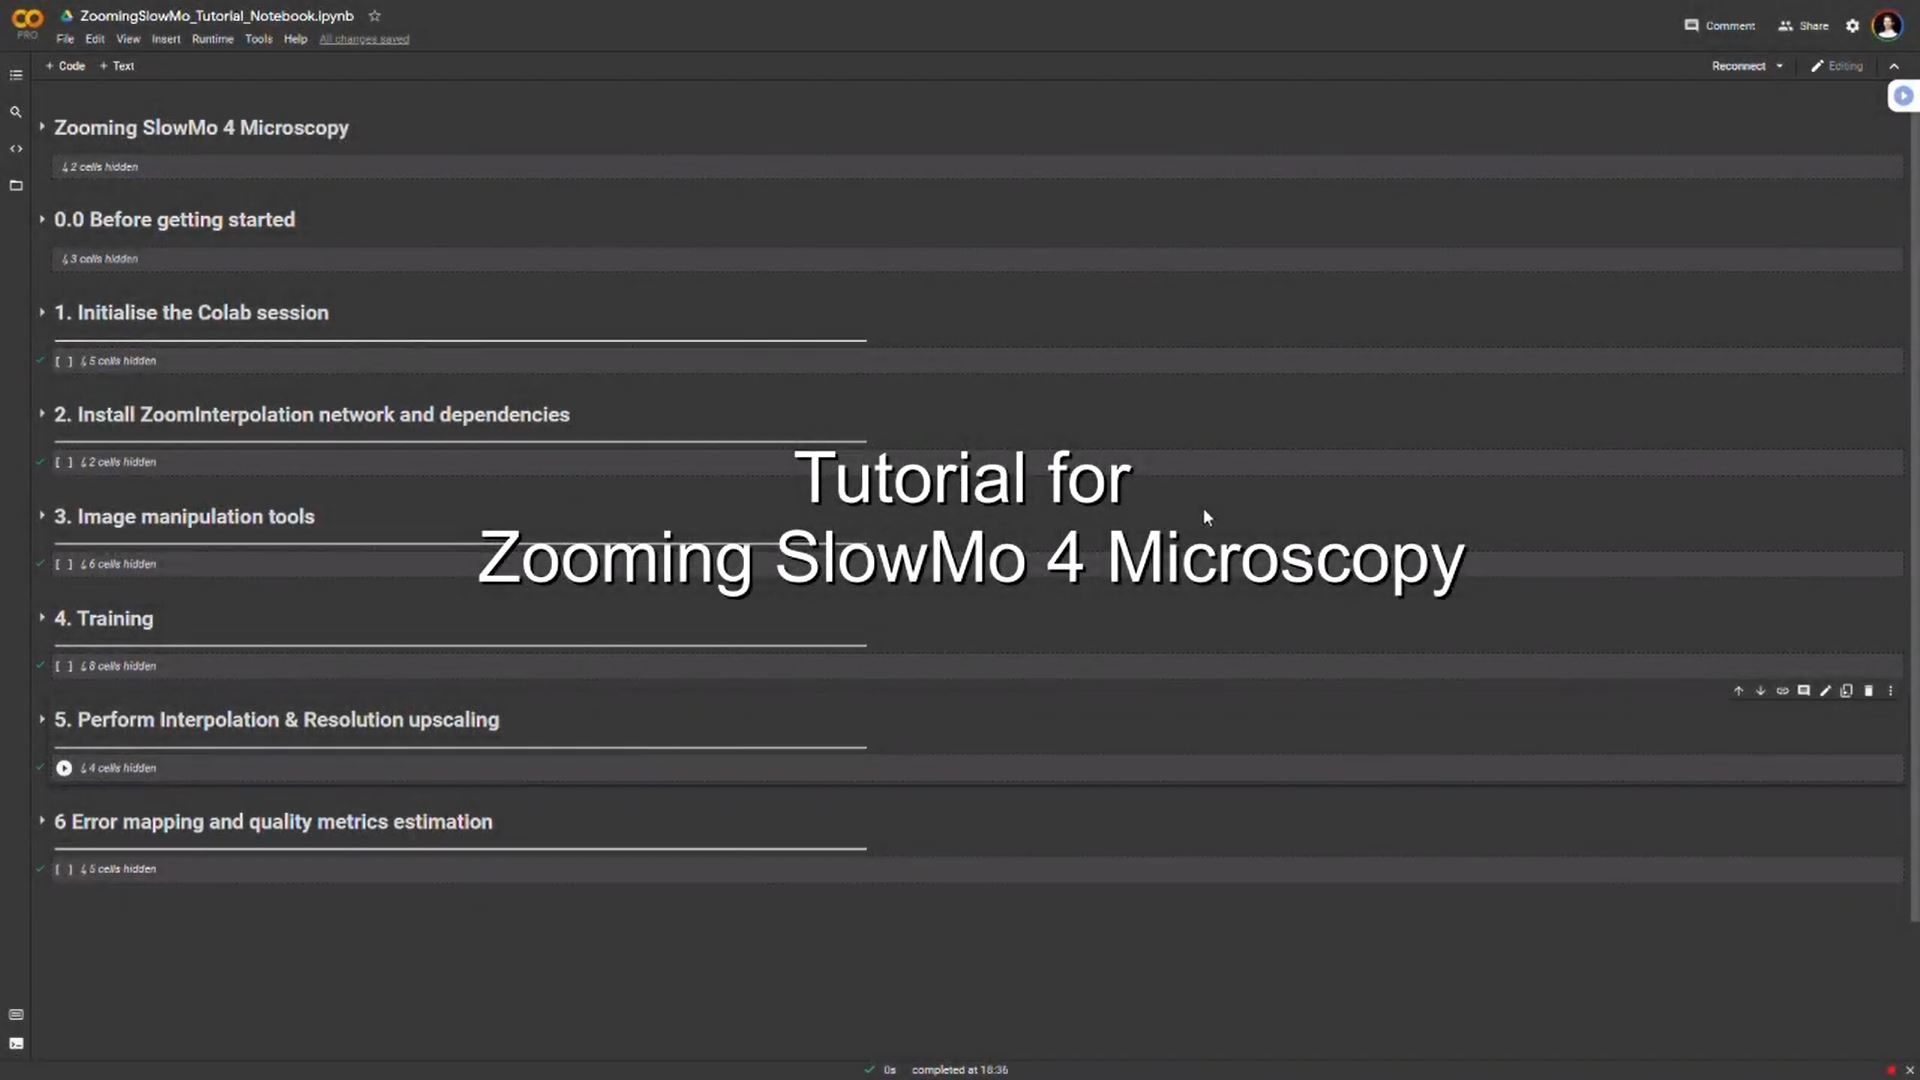 ZoomingSlowMo_Tutorial_Notebook.ipynb
PRO
File Edit View Insert Runtime Tools Help All changes saved
Comment Share
+ Code + Text
Reconnect Editing
Zooming SlowMo 4 Microscopy
2 cells hidden
0.0 Before getting started
3 cells hidden
1. Initialise the Colab session
[ ] 5 cells hidden
2. Install ZoomInterpolation network and dependencies
[ ] 2 cells hidden
Tutorial for
Zooming SlowMo 4 Microscopy
3. Image manipulation tools
[ ] 6 cells hidden
4. Training
[ ] 8 cells hidden
5. Perform Interpolation & Resolution upscaling
4 cells hidden
6 Error mapping and quality metrics estimation
[ ] 5 cells hidden
0s completed at 18:36